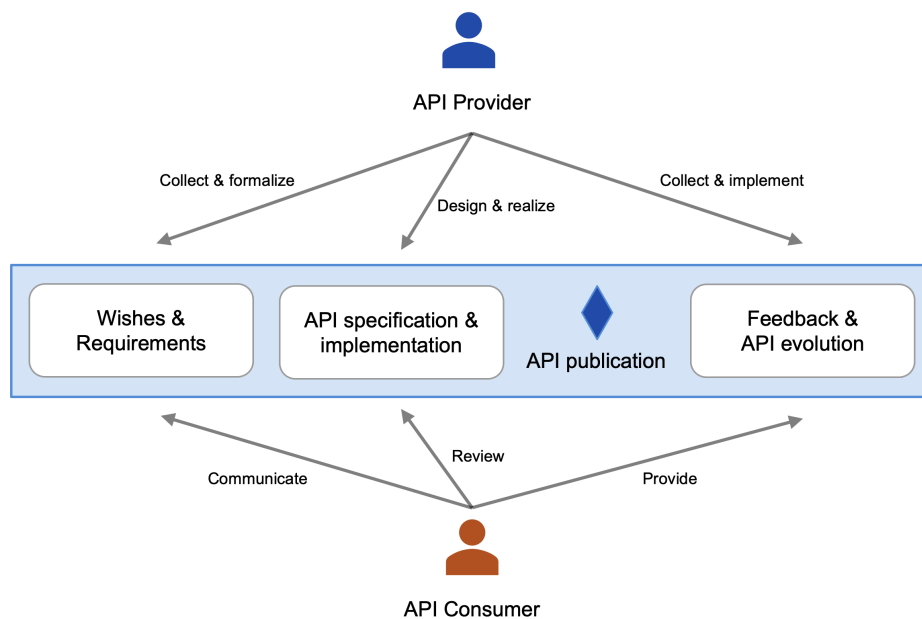 API Provider
Collect & formalize
Collect & implement
Design & realize
Wishes &
Requirements
API specification &
implementation
API publication
Feedback &
API evolution
Review
Communicate
Provide
API Consumer